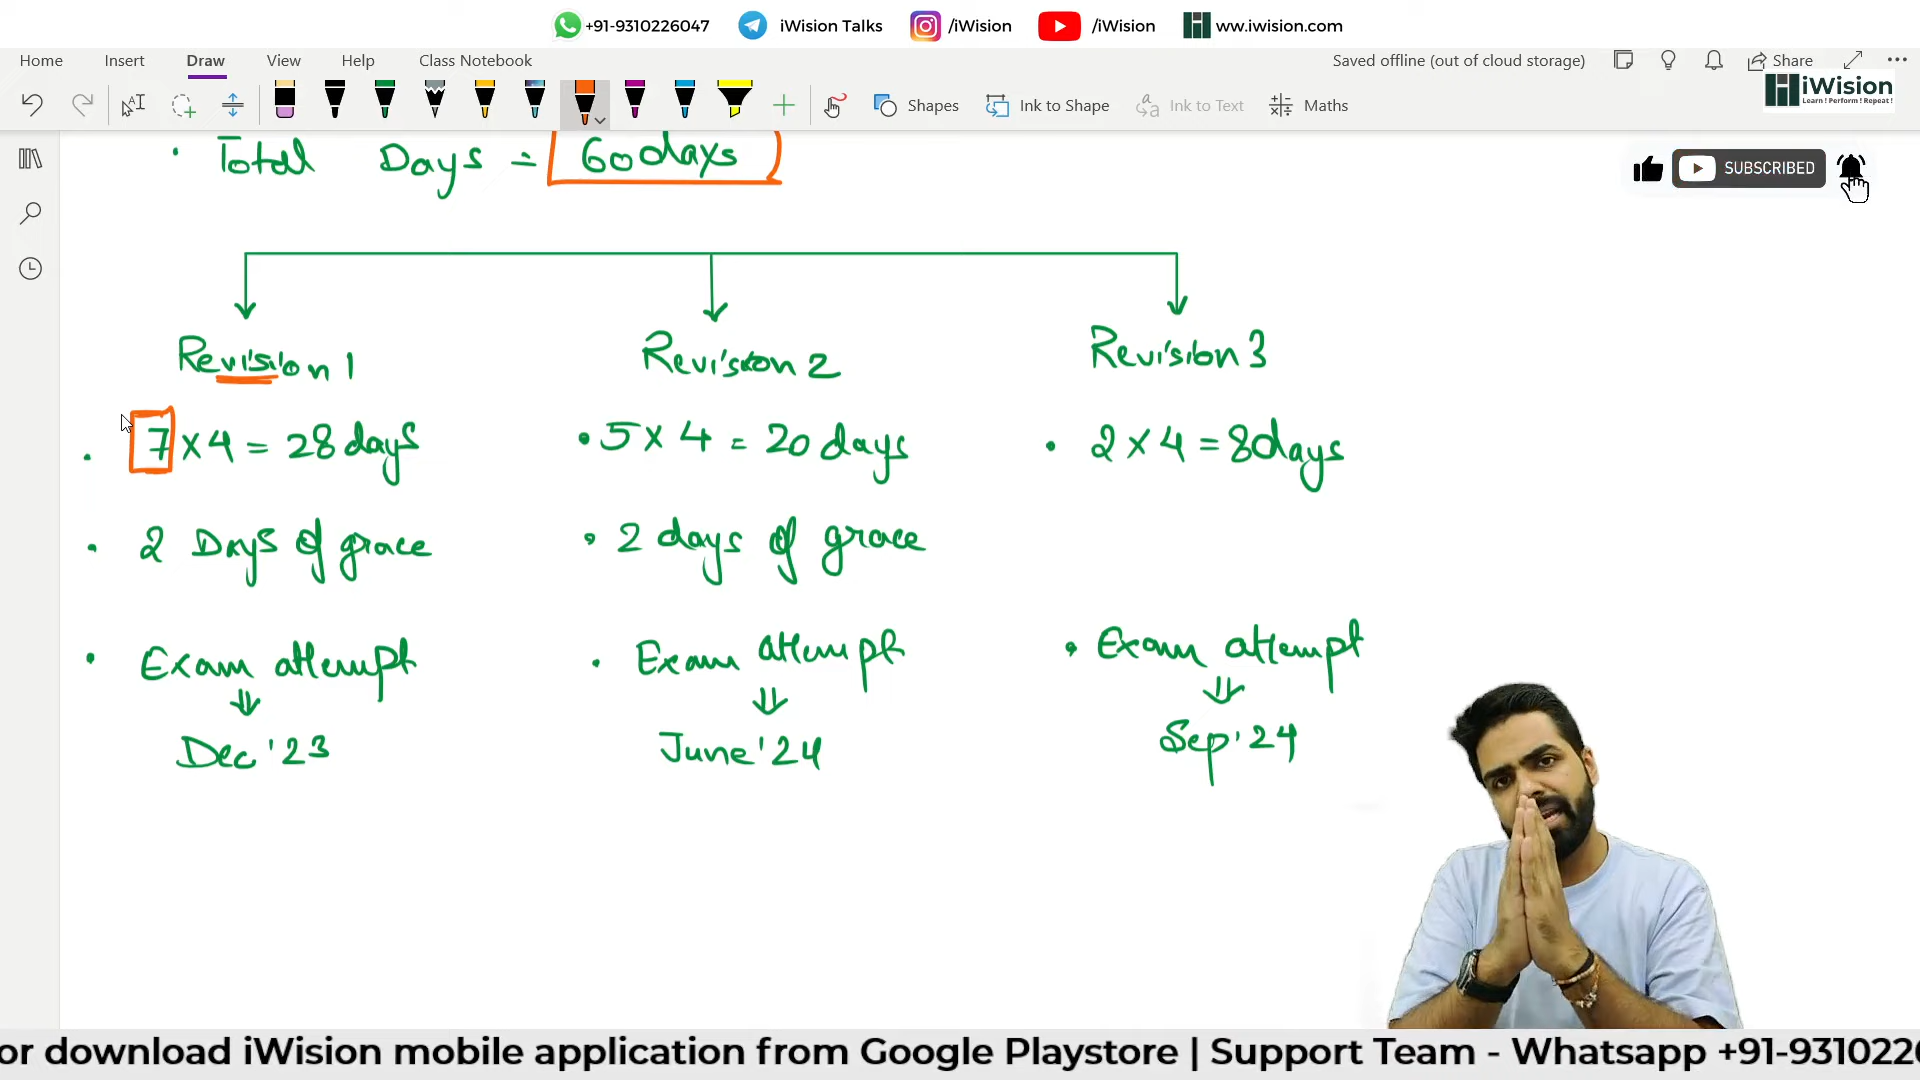 +91-9310226047 iWision Talks /iWision /iWision ww.iwision.com
Home Insert Draw View Help Class Notebook Saved offline (out of cloud storage) Share
Shapes Ink to Shape Ink to Text Maths
iWision
Learn ! Perform ! Repeat !
SUBSCRIBED
• Total Days = 60 days
Revision 1 Revision 2 Revision 3
• 7 × 4 = 28 days • 5 × 4 = 20 days • 2 × 4 = 8 days
• 2 Days of grace • 2 days of grace
• Exam attempt • Exam attempt • Exam attempt
Dec '23 June '24 Sep '24
or download iWision mobile application from Google Playstore | Support Team - Whatsapp +91-9310226